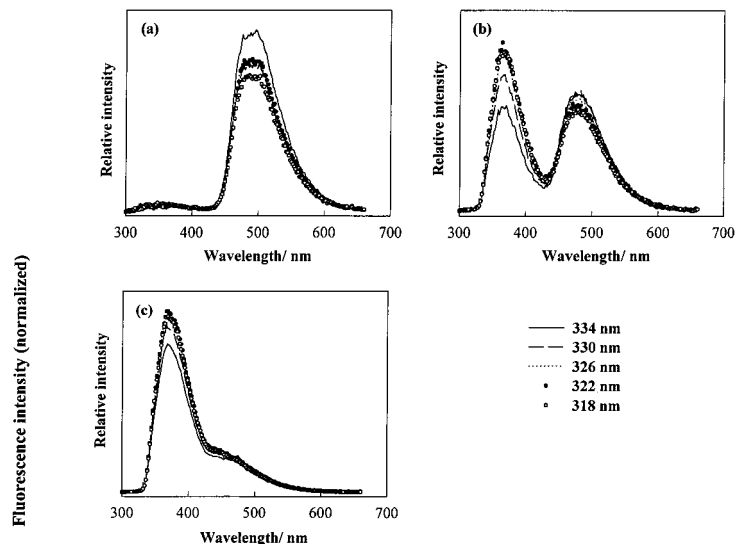 (a)
Relative intensity
300 400 500 600 700
Wavelength/ nm
(b)
Relative intensity
300 400 500 600 700
Wavelength/ nm
Fluorescence intensity (normalized)
(c)
Relative intensity
300 400 500 600 700
Wavelength/ nm
334 nm
330 nm
326 nm
322 nm
318 nm